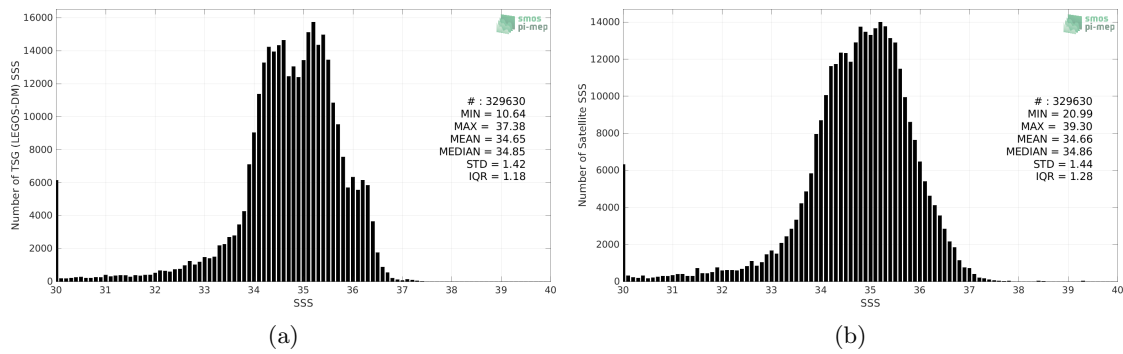 16000
14000
12000
10000
8000
6000
4000
2000
0
Number of TSG (LEGOS-DM) SSS
smos
pi-mep
# : 329630
MIN = 10.64
MAX = 37.38
MEAN = 34.65
MEDIAN = 34.85
STD = 1.42
IQR = 1.18
30 31 32 33 34 35 36 37 38 39 40
SSS
(a)
14000
12000
10000
8000
6000
4000
2000
0
Number of Satellite SSS
smos
pi-mep
# : 329630
MIN = 20.99
MAX = 39.30
MEAN = 34.66
MEDIAN = 34.86
STD = 1.44
IQR = 1.28
30 31 32 33 34 35 36 37 38 39 40
SSS
(b)